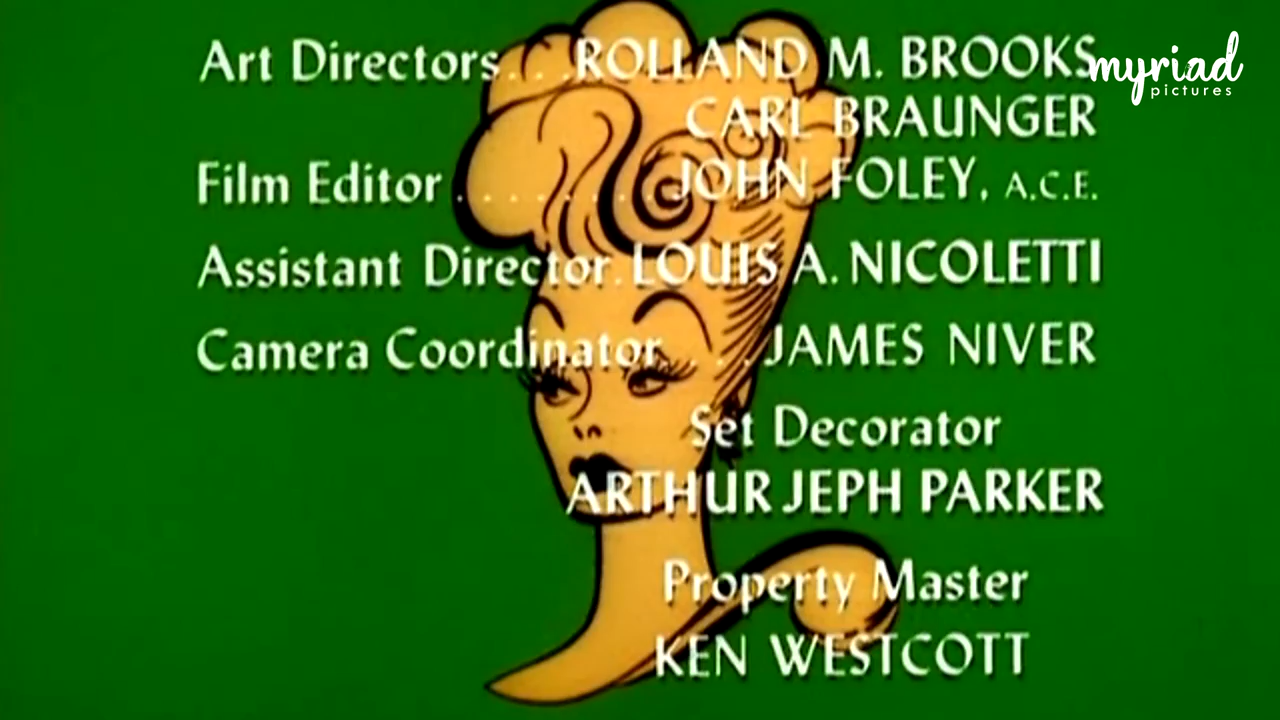 Art Directors. . .ROLLAND M. BROOKS
CARL BRAUNGER
Film Editor . . . . . . . . JOHN FOLEY, A.C.E.
Assistant Director.LOUIS A. NICOLETTI
Camera Coordinator. . . . JAMES NIVER
Set Decorator
ARTHUR JEPH PARKER
Property Master
KEN WESTCOTT
myriad
pictures